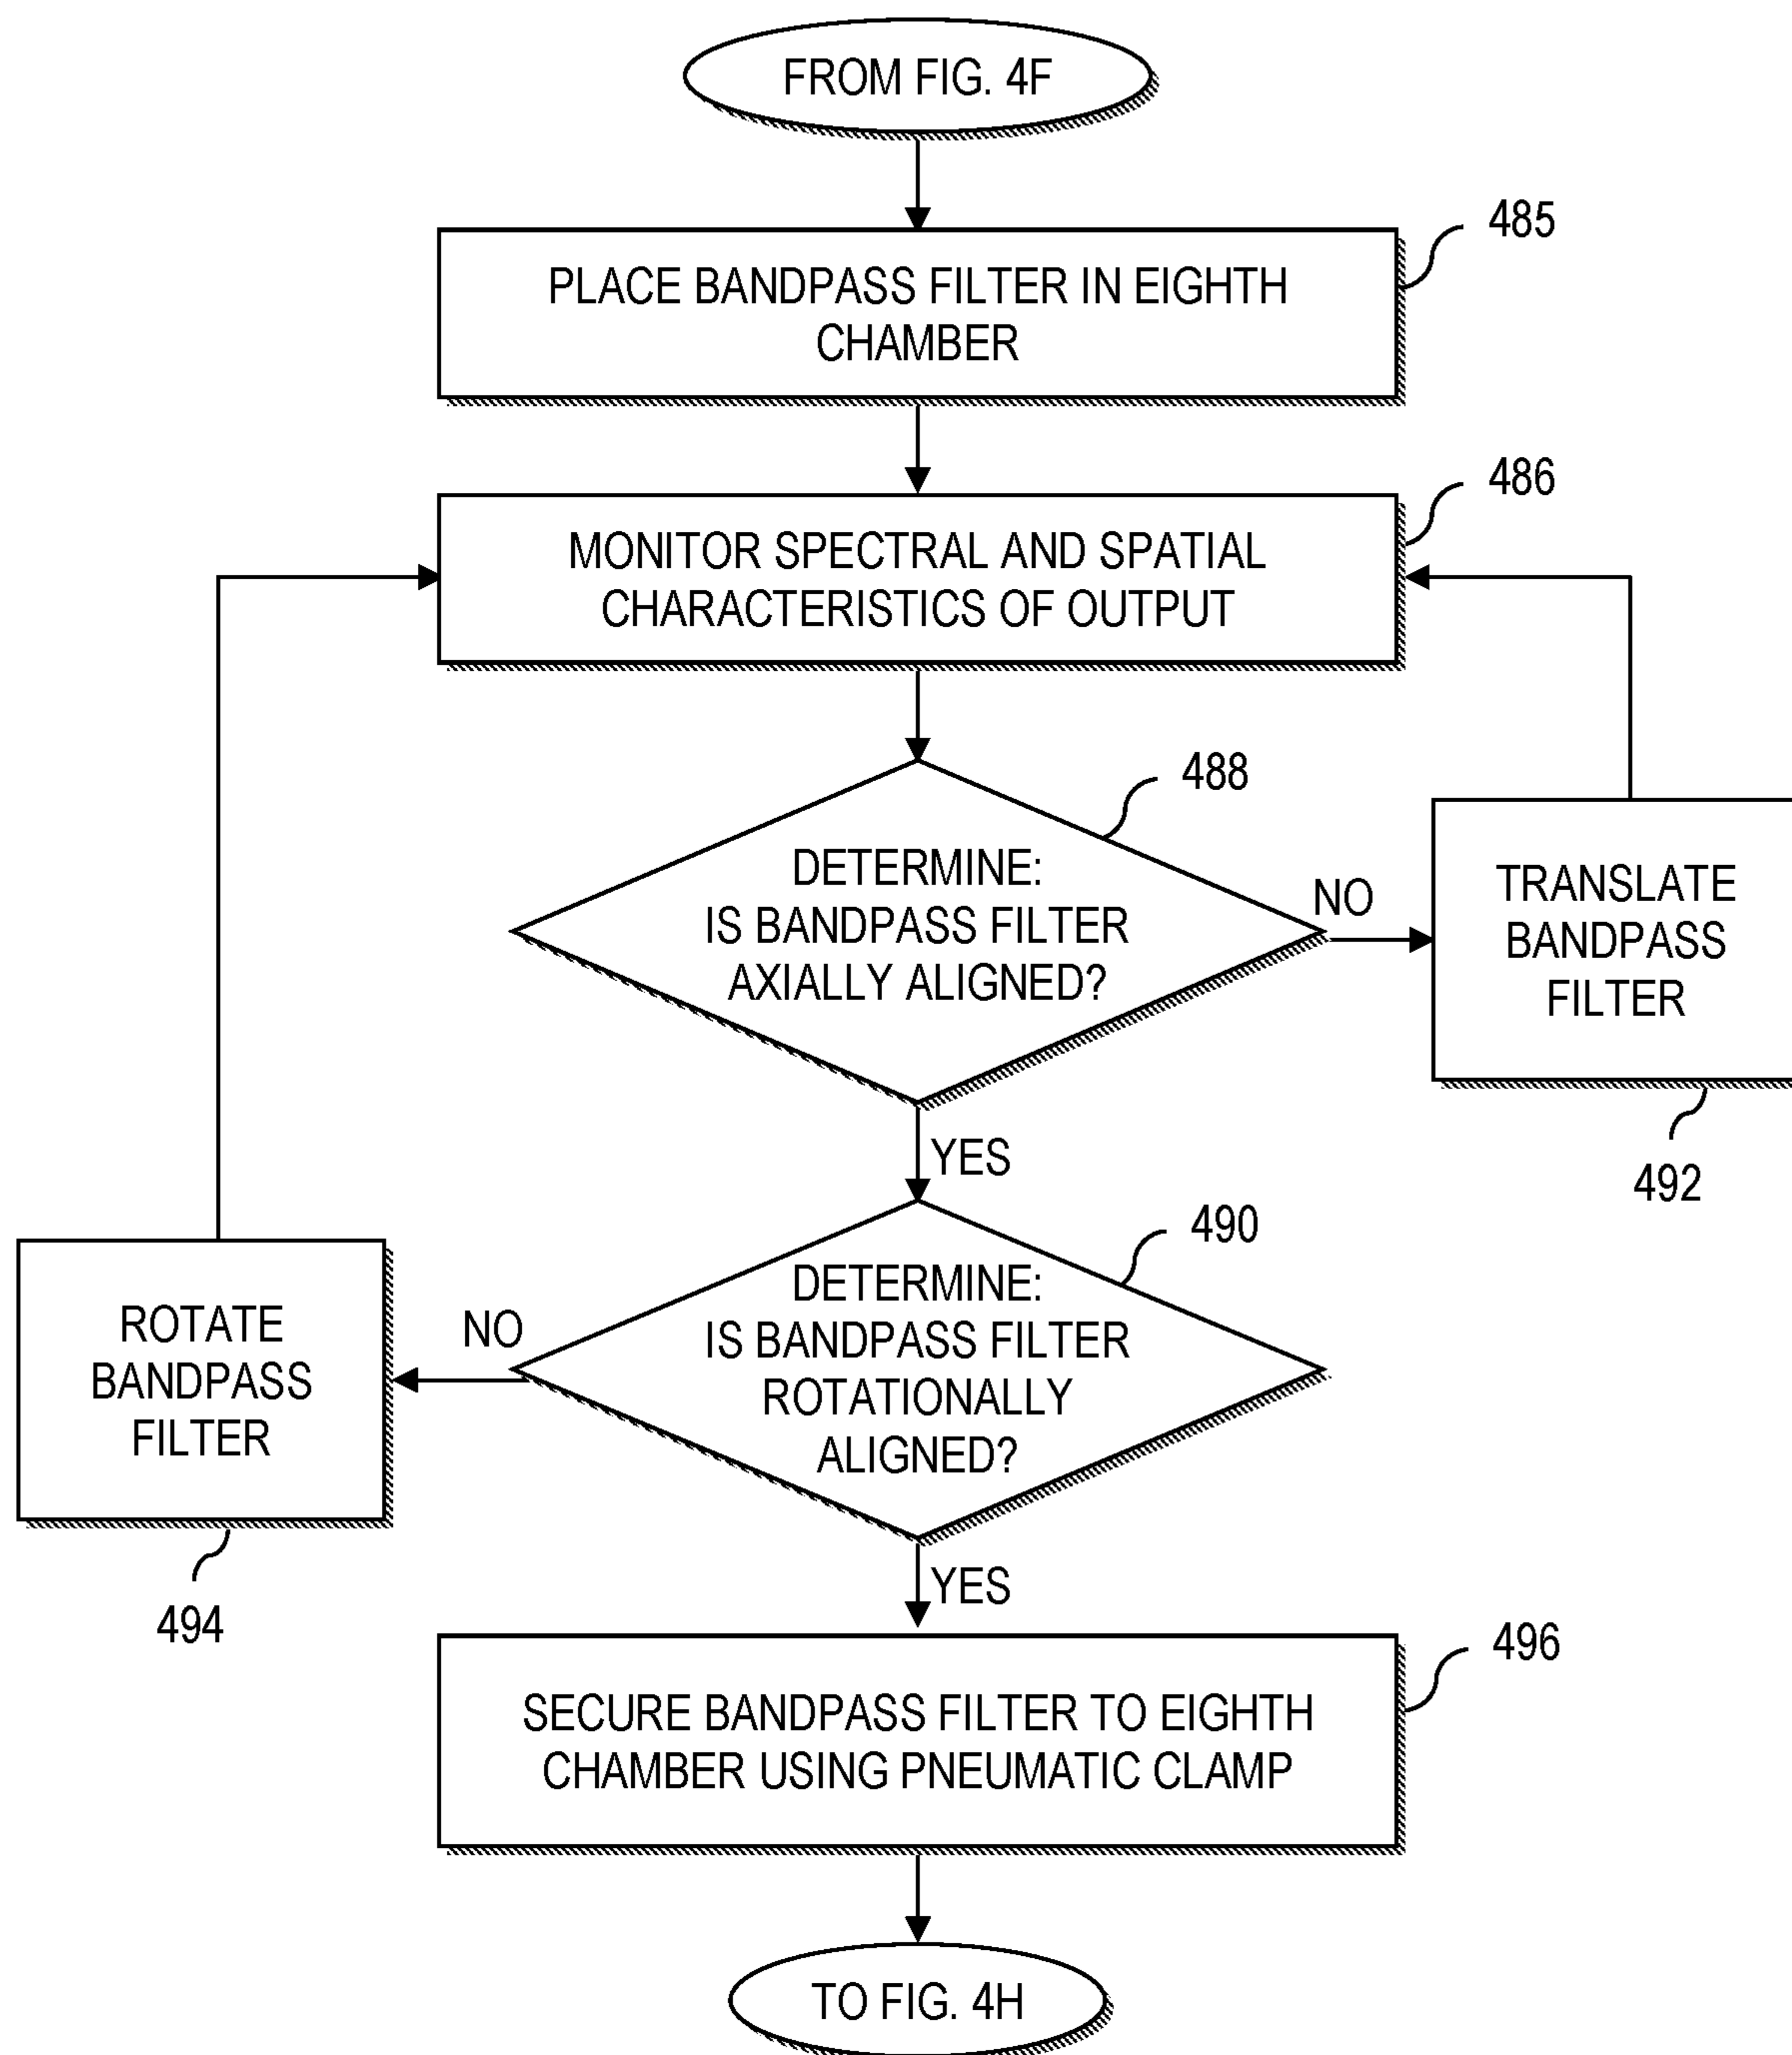 FROM FIG. 4F
485
PLACE BANDPASS FILTER IN EIGHTH
CHAMBER
486
MONITOR SPECTRAL AND SPATIAL
CHARACTERISTICS OF OUTPUT
488
DETERMINE:
IS BANDPASS FILTER
AXIALLY ALIGNED?
NO
TRANSLATE
BANDPASS
FILTER
492
YES
490
DETERMINE:
IS BANDPASS FILTER
ROTATIONALLY
ALIGNED?
NO
ROTATE
BANDPASS
FILTER
494
YES
496
SECURE BANDPASS FILTER TO EIGHTH
CHAMBER USING PNEUMATIC CLAMP
TO FIG. 4H